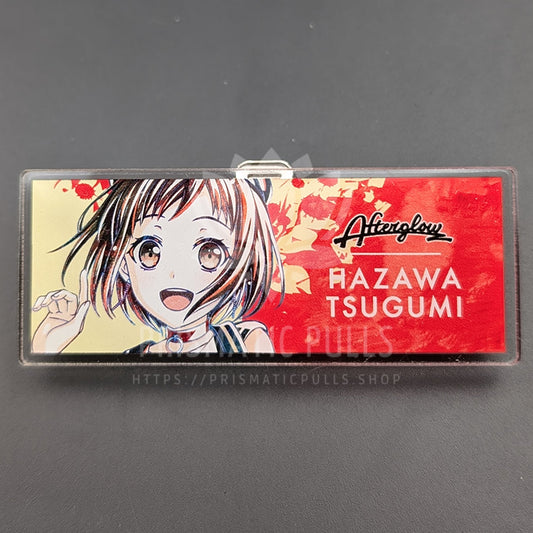 Afterglow
HAZAWA
TSUGUMI
PRISMATIC PULLS
HTTPS://PRISMATICPULLS.SHOP